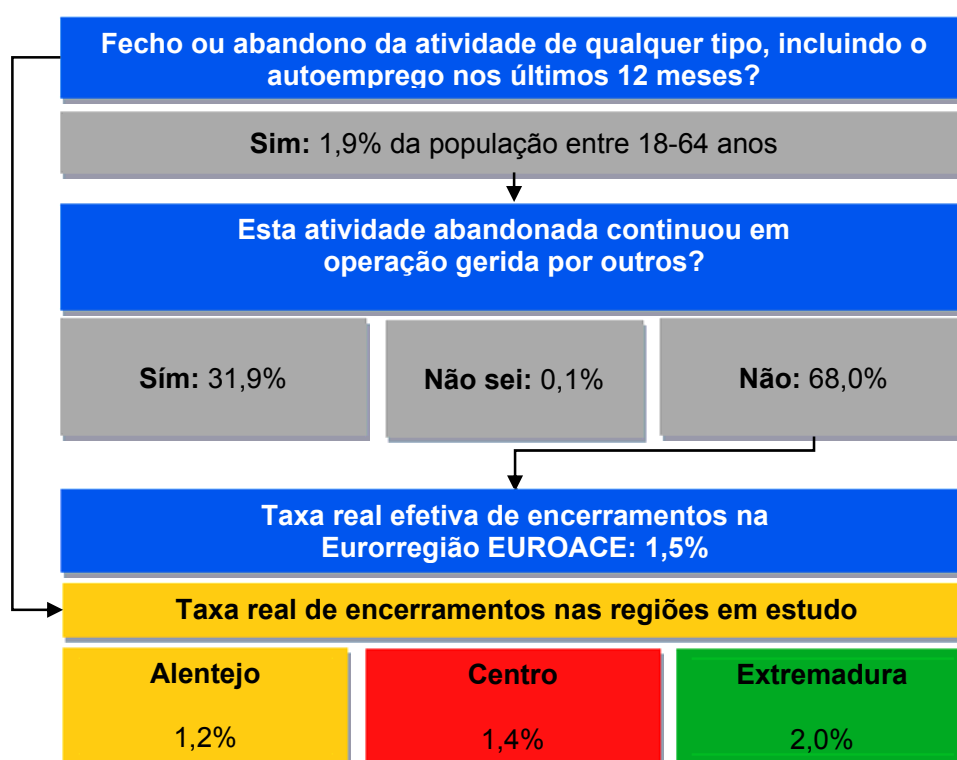 Fecho ou abandono da atividade de qualquer tipo, incluindo o
autoemprego nos últimos 12 meses?
Sim: 1,9% da população entre 18-64 anos
Esta atividade abandonada continuou em
operação gerida por outros?
Sím: 31,9%
Não sei: 0,1%
Não: 68,0%
Taxa real efetiva de encerramentos na
Eurorregião EUROACE: 1,5%
Taxa real de encerramentos nas regiões em estudo
Alentejo
1,2%
Centro
1,4%
Extremadura
2,0%